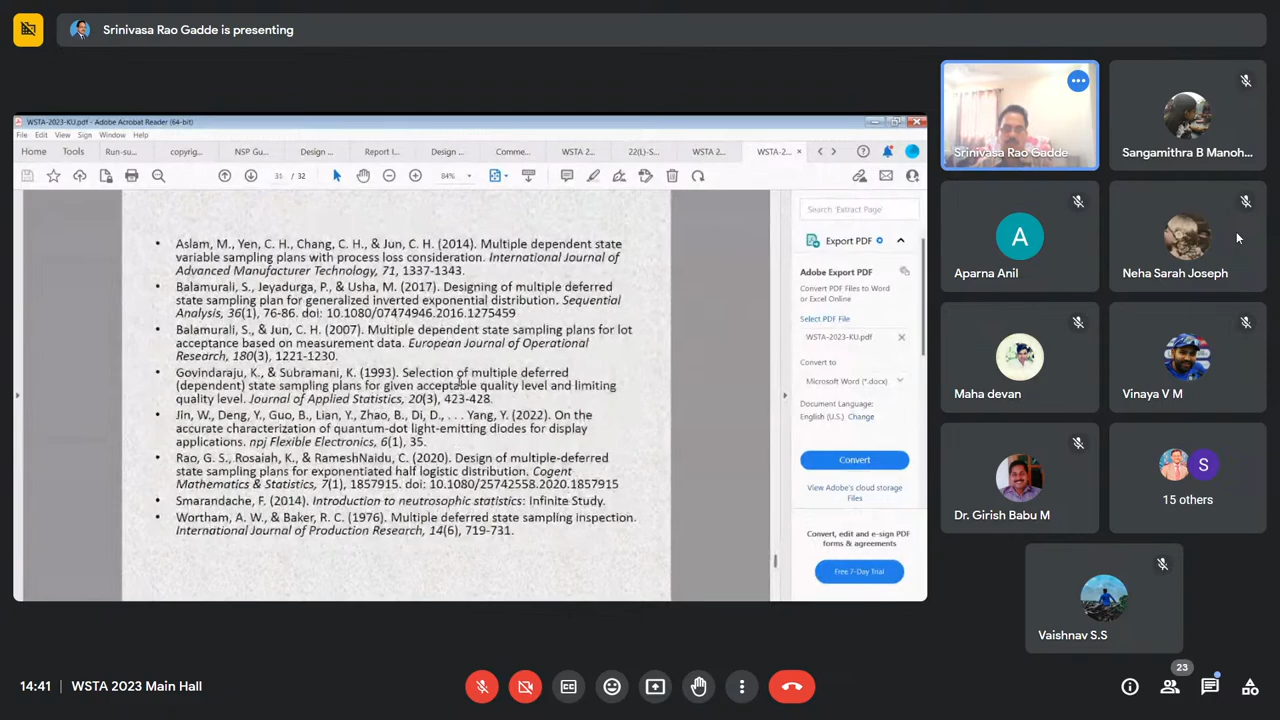 Srinivasa Rao Gadde is presenting
WSTA-2023-KU.pdf - Adobe Acrobat Reader (64-bit)
File Edit View Sign Window Help
Home Tools Run-su... copyrig... NSP Gu... Design ... Report I... Design ... Comme... WSTA 2... 22(L)-S... WSTA 2... WSTA-2... ×
31 / 32 84%
• Aslam, M., Yen, C. H., Chang, C. H., & Jun, C. H. (2014). Multiple dependent state
variable sampling plans with process loss consideration. International Journal of
Advanced Manufacturer Technology, 71, 1337-1343.
• Balamurali, S., Jeyadurga, P., & Usha, M. (2017). Designing of multiple deferred
state sampling plan for generalized inverted exponential distribution. Sequential
Analysis, 36(1), 76-86. doi: 10.1080/07474946.2016.1275459
• Balamurali, S., & Jun, C. H. (2007). Multiple dependent state sampling plans for lot
acceptance based on measurement data. European Journal of Operational
Research, 180(3), 1221-1230.
• Govindaraju, K., & Subramani, K. (1993). Selection of multiple deferred
(dependent) state sampling plans for given acceptable quality level and limiting
quality level. Journal of Applied Statistics, 20(3), 423-428.
• Jin, W., Deng, Y., Guo, B., Lian, Y., Zhao, B., Di, D., . . . Yang, Y. (2022). On the
accurate characterization of quantum-dot light-emitting diodes for display
applications. npj Flexible Electronics, 6(1), 35.
• Rao, G. S., Rosaiah, K., & RameshNaidu, C. (2020). Design of multiple-deferred
state sampling plans for exponentiated half logistic distribution. Cogent
Mathematics & Statistics, 7(1), 1857915. doi: 10.1080/25742558.2020.1857915
• Smarandache, F. (2014). Introduction to neutrosophic statistics: Infinite Study.
• Wortham, A. W., & Baker, R. C. (1976). Multiple deferred state sampling inspection.
International Journal of Production Research, 14(6), 719-731.
Search 'Extract Page'
Export PDF
Adobe Export PDF
Convert PDF Files to Word
or Excel Online
Select PDF File
WSTA-2023-KU.pdf
Convert to
Microsoft Word (*.docx)
Document Language:
English (U.S.) Change
Convert
View Adobe's cloud storage
Files
Convert, edit and e-sign PDF
forms & agreements
Free 7-Day Trial
Srinivasa Rao Gadde
Sangamithra B Manoh...
A
Aparna Anil
Neha Sarah Joseph
Maha devan
Vinaya V M
Dr. Girish Babu M
S
15 others
Vaishnav S.S
14:41 | WSTA 2023 Main Hall
23